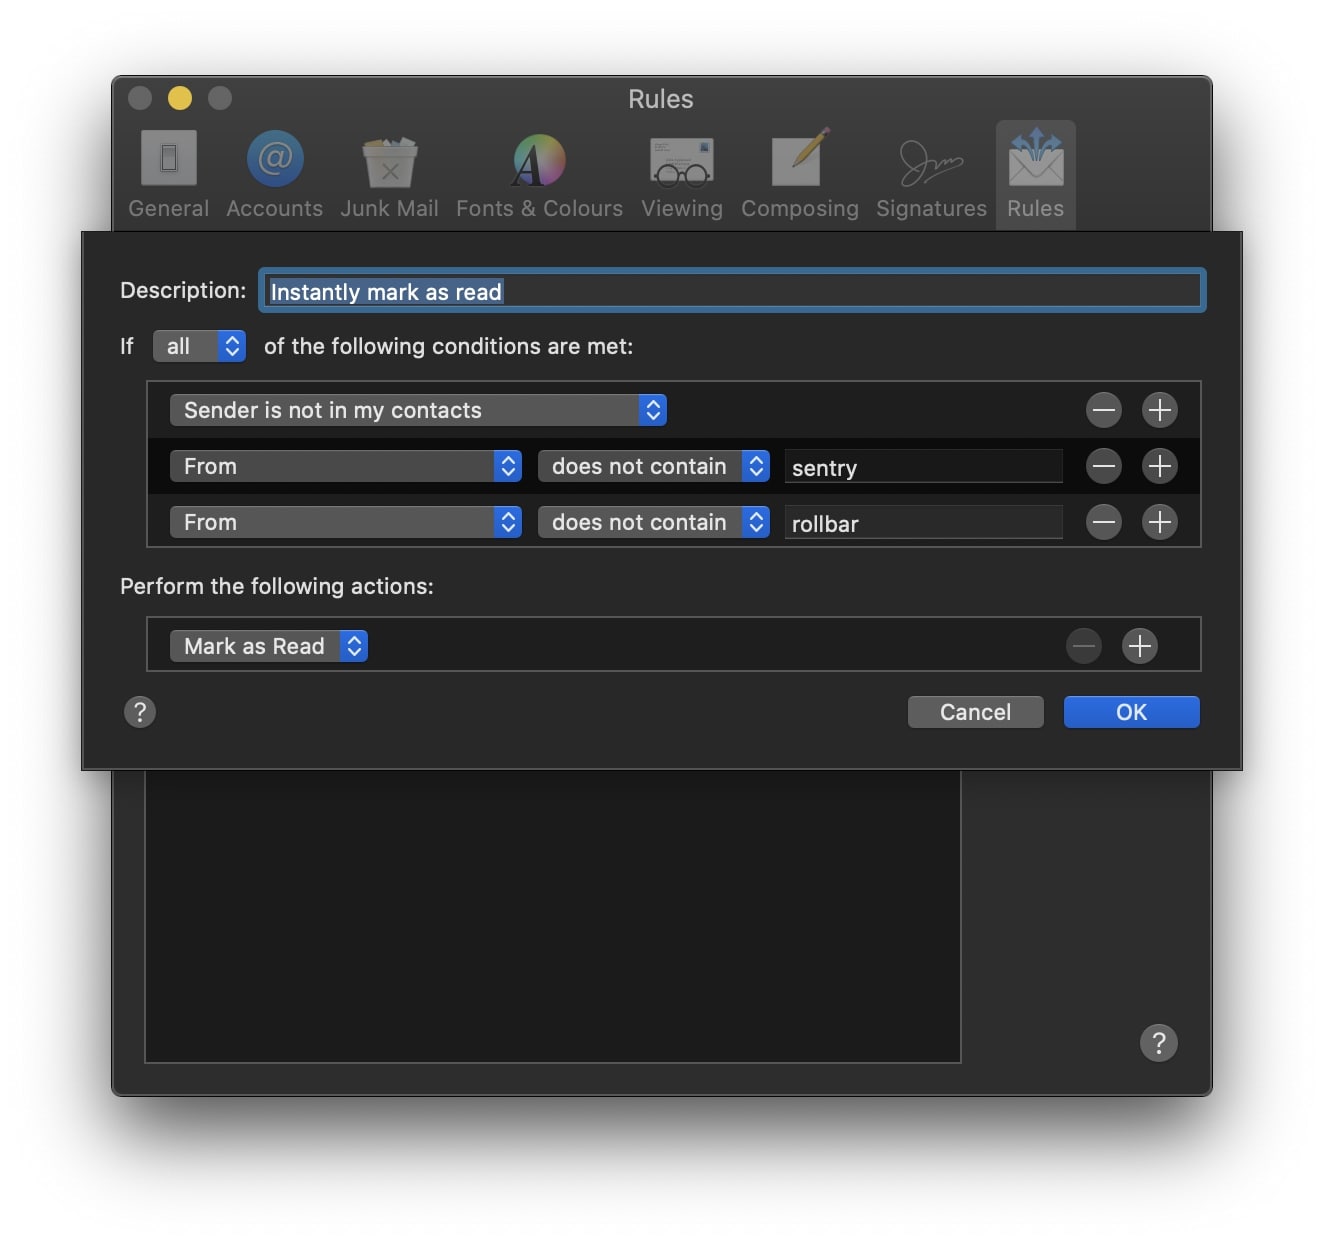 Rules
General Accounts Junk Mail Fonts & Colours Viewing Composing Signatures Rules
Description: Instantly mark as read
If all of the following conditions are met:
Sender is not in my contacts
From does not contain sentry
From does not contain rollbar
Perform the following actions:
Mark as Read
? Cancel OK
?